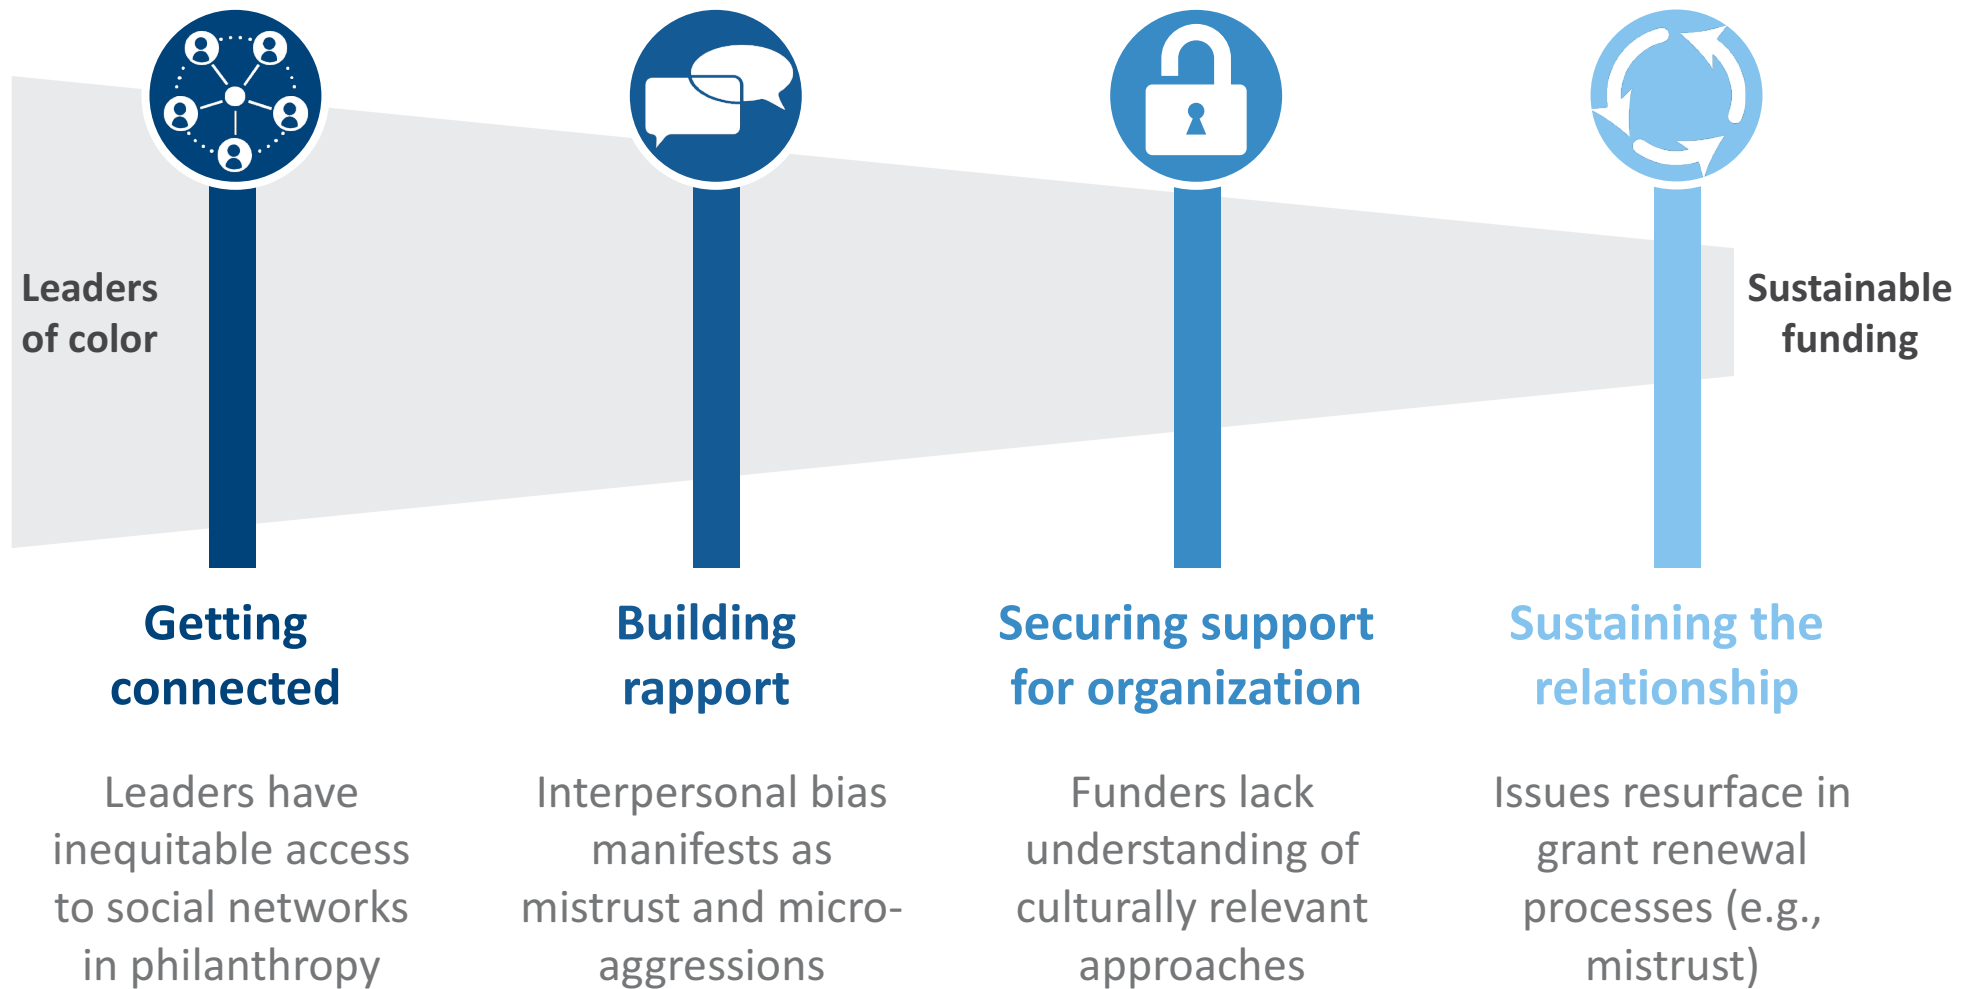 Leaders
of color
Sustainable
funding
Getting
connected
Leaders have
inequitable access
to social networks
in philanthropy
Building
rapport
Interpersonal bias
manifests as
mistrust and micro-
aggressions
Securing support
for organization
Funders lack
understanding of
culturally relevant
approaches
Sustaining the
relationship
Issues resurface in
grant renewal
processes (e.g.,
mistrust)